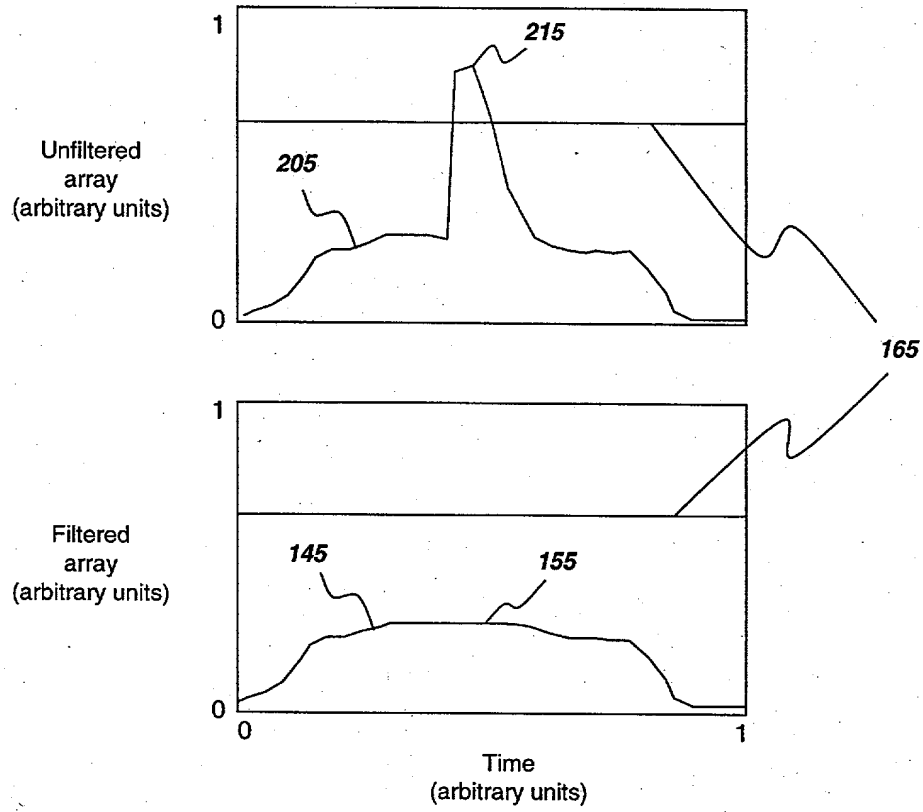 1
215
205
Unfiltered
array
(arbitrary units)
0
165
1
145
155
Filtered
array
(arbitrary units)
0
0
1
Time
(arbitrary units)